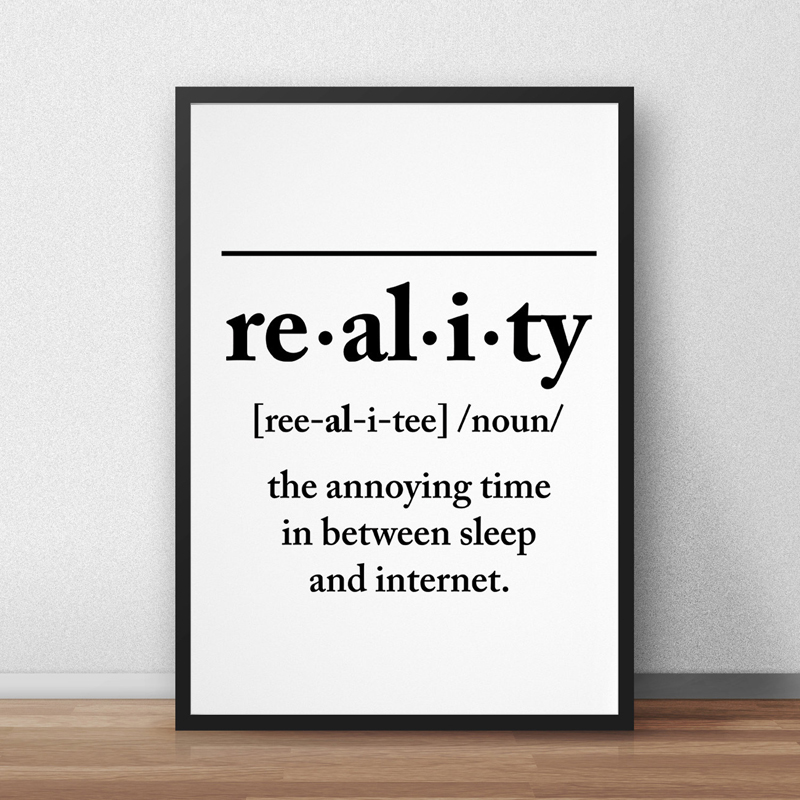 re·al·i·ty
[ree-al-i-tee] /noun/
the annoying time
in between sleep
and internet.